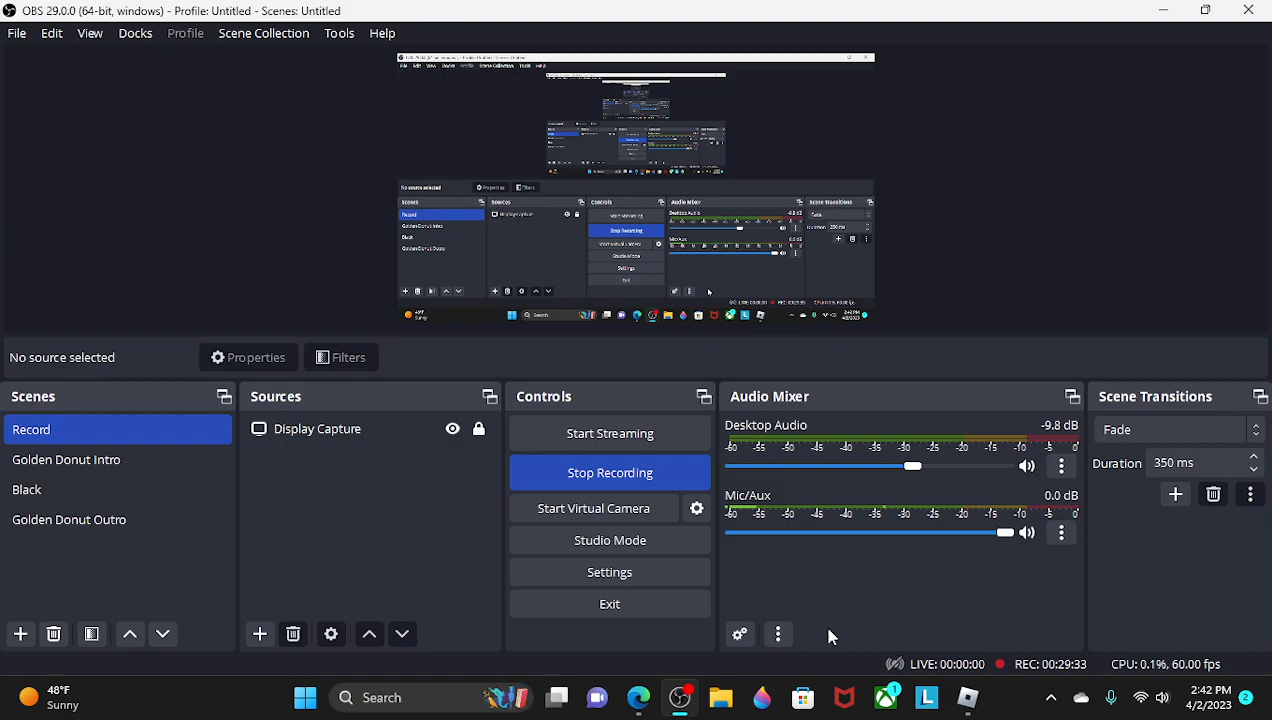 OBS 29.0.0 (64-bit, windows) - Profile: Untitled - Scenes: Untitled
File Edit View Docks Profile Scene Collection Tools Help
No source selected
Properties
Filters
Scenes
Record
Golden Donut Intro
Black
Golden Donut Outro
Sources
Display Capture
Controls
Start Streaming
Stop Recording
Start Virtual Camera
Studio Mode
Settings
Exit
Audio Mixer
Desktop Audio -9.8 dB
-60 -55 -50 -45 -40 -35 -30 -25 -20 -15 -10 -5 0
Mic/Aux 0.0 dB
-60 -55 -50 -45 -40 -35 -30 -25 -20 -15 -10 -5 0
Scene Transitions
Fade
Duration 350 ms
LIVE: 00:00:00 REC: 00:29:33 CPU: 0.1%, 60.00 fps
48°F
Sunny
Search
1
L
2:42 PM
4/2/2023
2